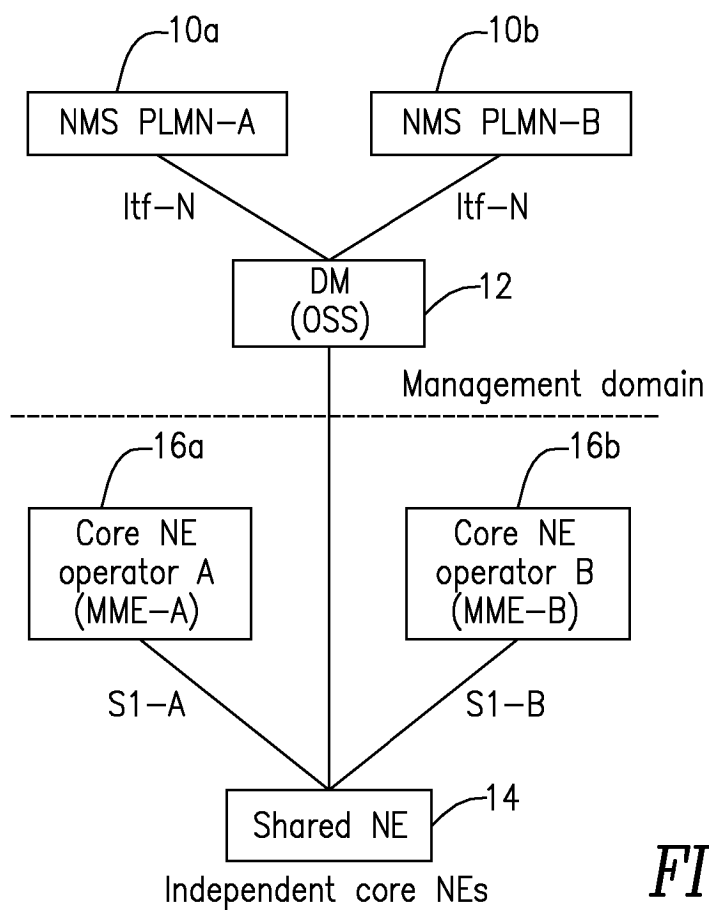 10a
10b
NMS PLMN-A
NMS PLMN-B
Itf-N
Itf-N
DM
(OSS)
12
Management domain
16a
16b
Core NE
operator A
(MME-A)
Core NE
operator B
(MME-B)
S1-A
S1-B
Shared NE
14
Independent core NEs
FI